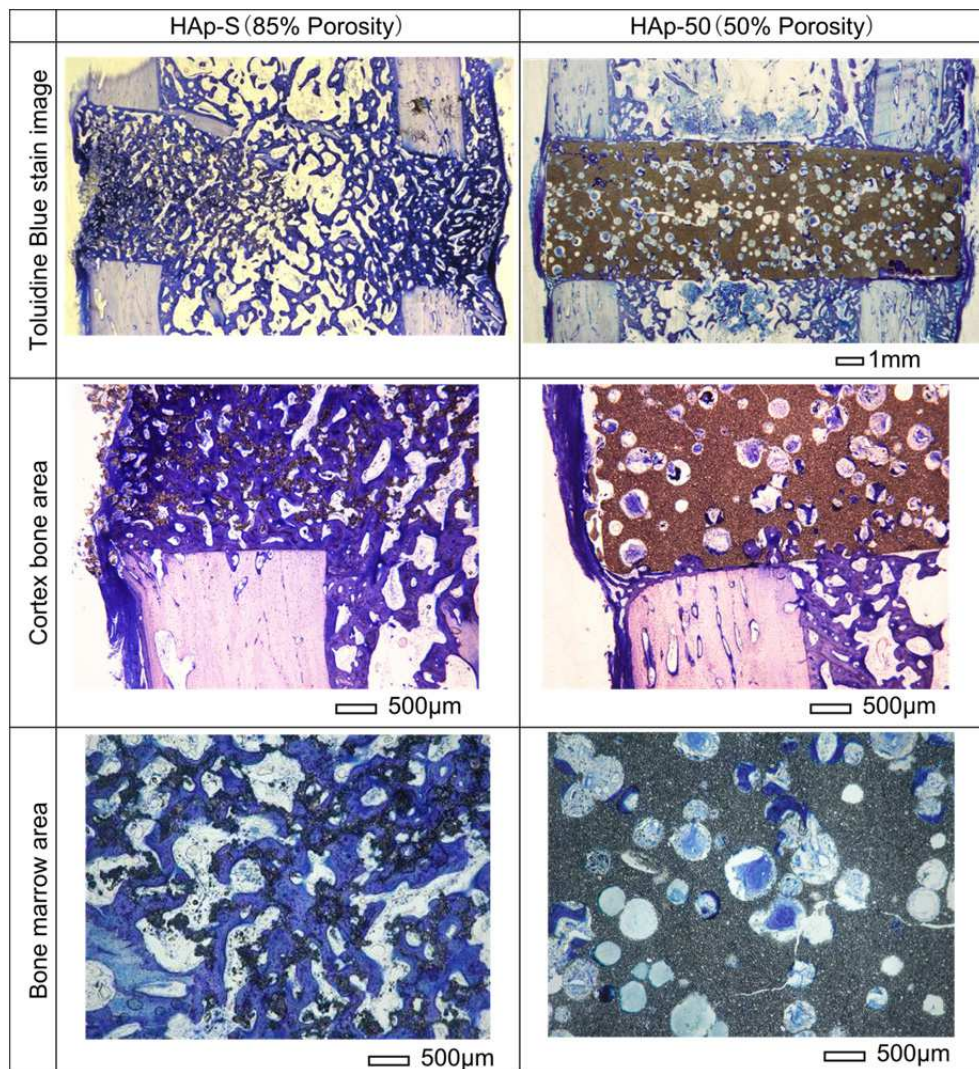 HAp-S (85% Porosity)
HAp-50 (50% Porosity)
Toluidine Blue stain image
1mm
Cortex bone area
500μm
500μm
Bone marrow area
500μm
500μm